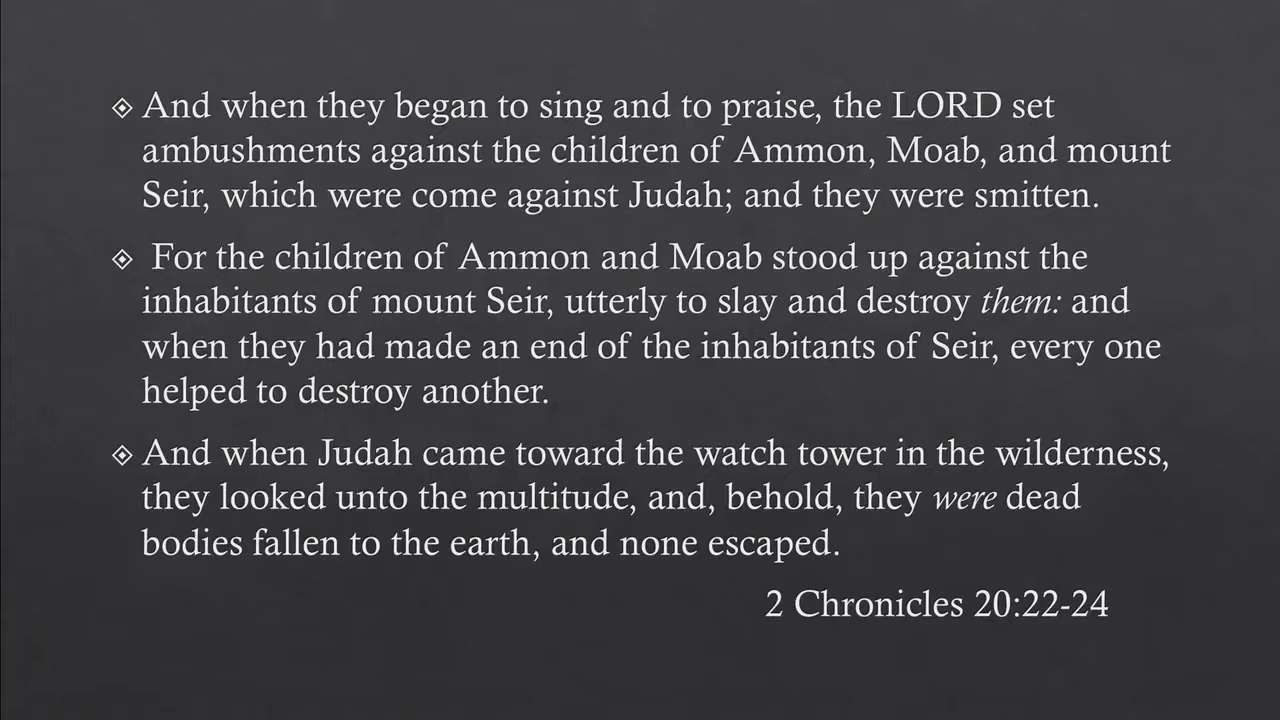 And when they began to sing and to praise, the LORD set
ambushments against the children of Ammon, Moab, and mount
Seir, which were come against Judah; and they were smitten.
For the children of Ammon and Moab stood up against the
inhabitants of mount Seir, utterly to slay and destroy them: and
when they had made an end of the inhabitants of Seir, every one
helped to destroy another.
And when Judah came toward the watch tower in the wilderness,
they looked unto the multitude, and, behold, they were dead
bodies fallen to the earth, and none escaped.
2 Chronicles 20:22-24